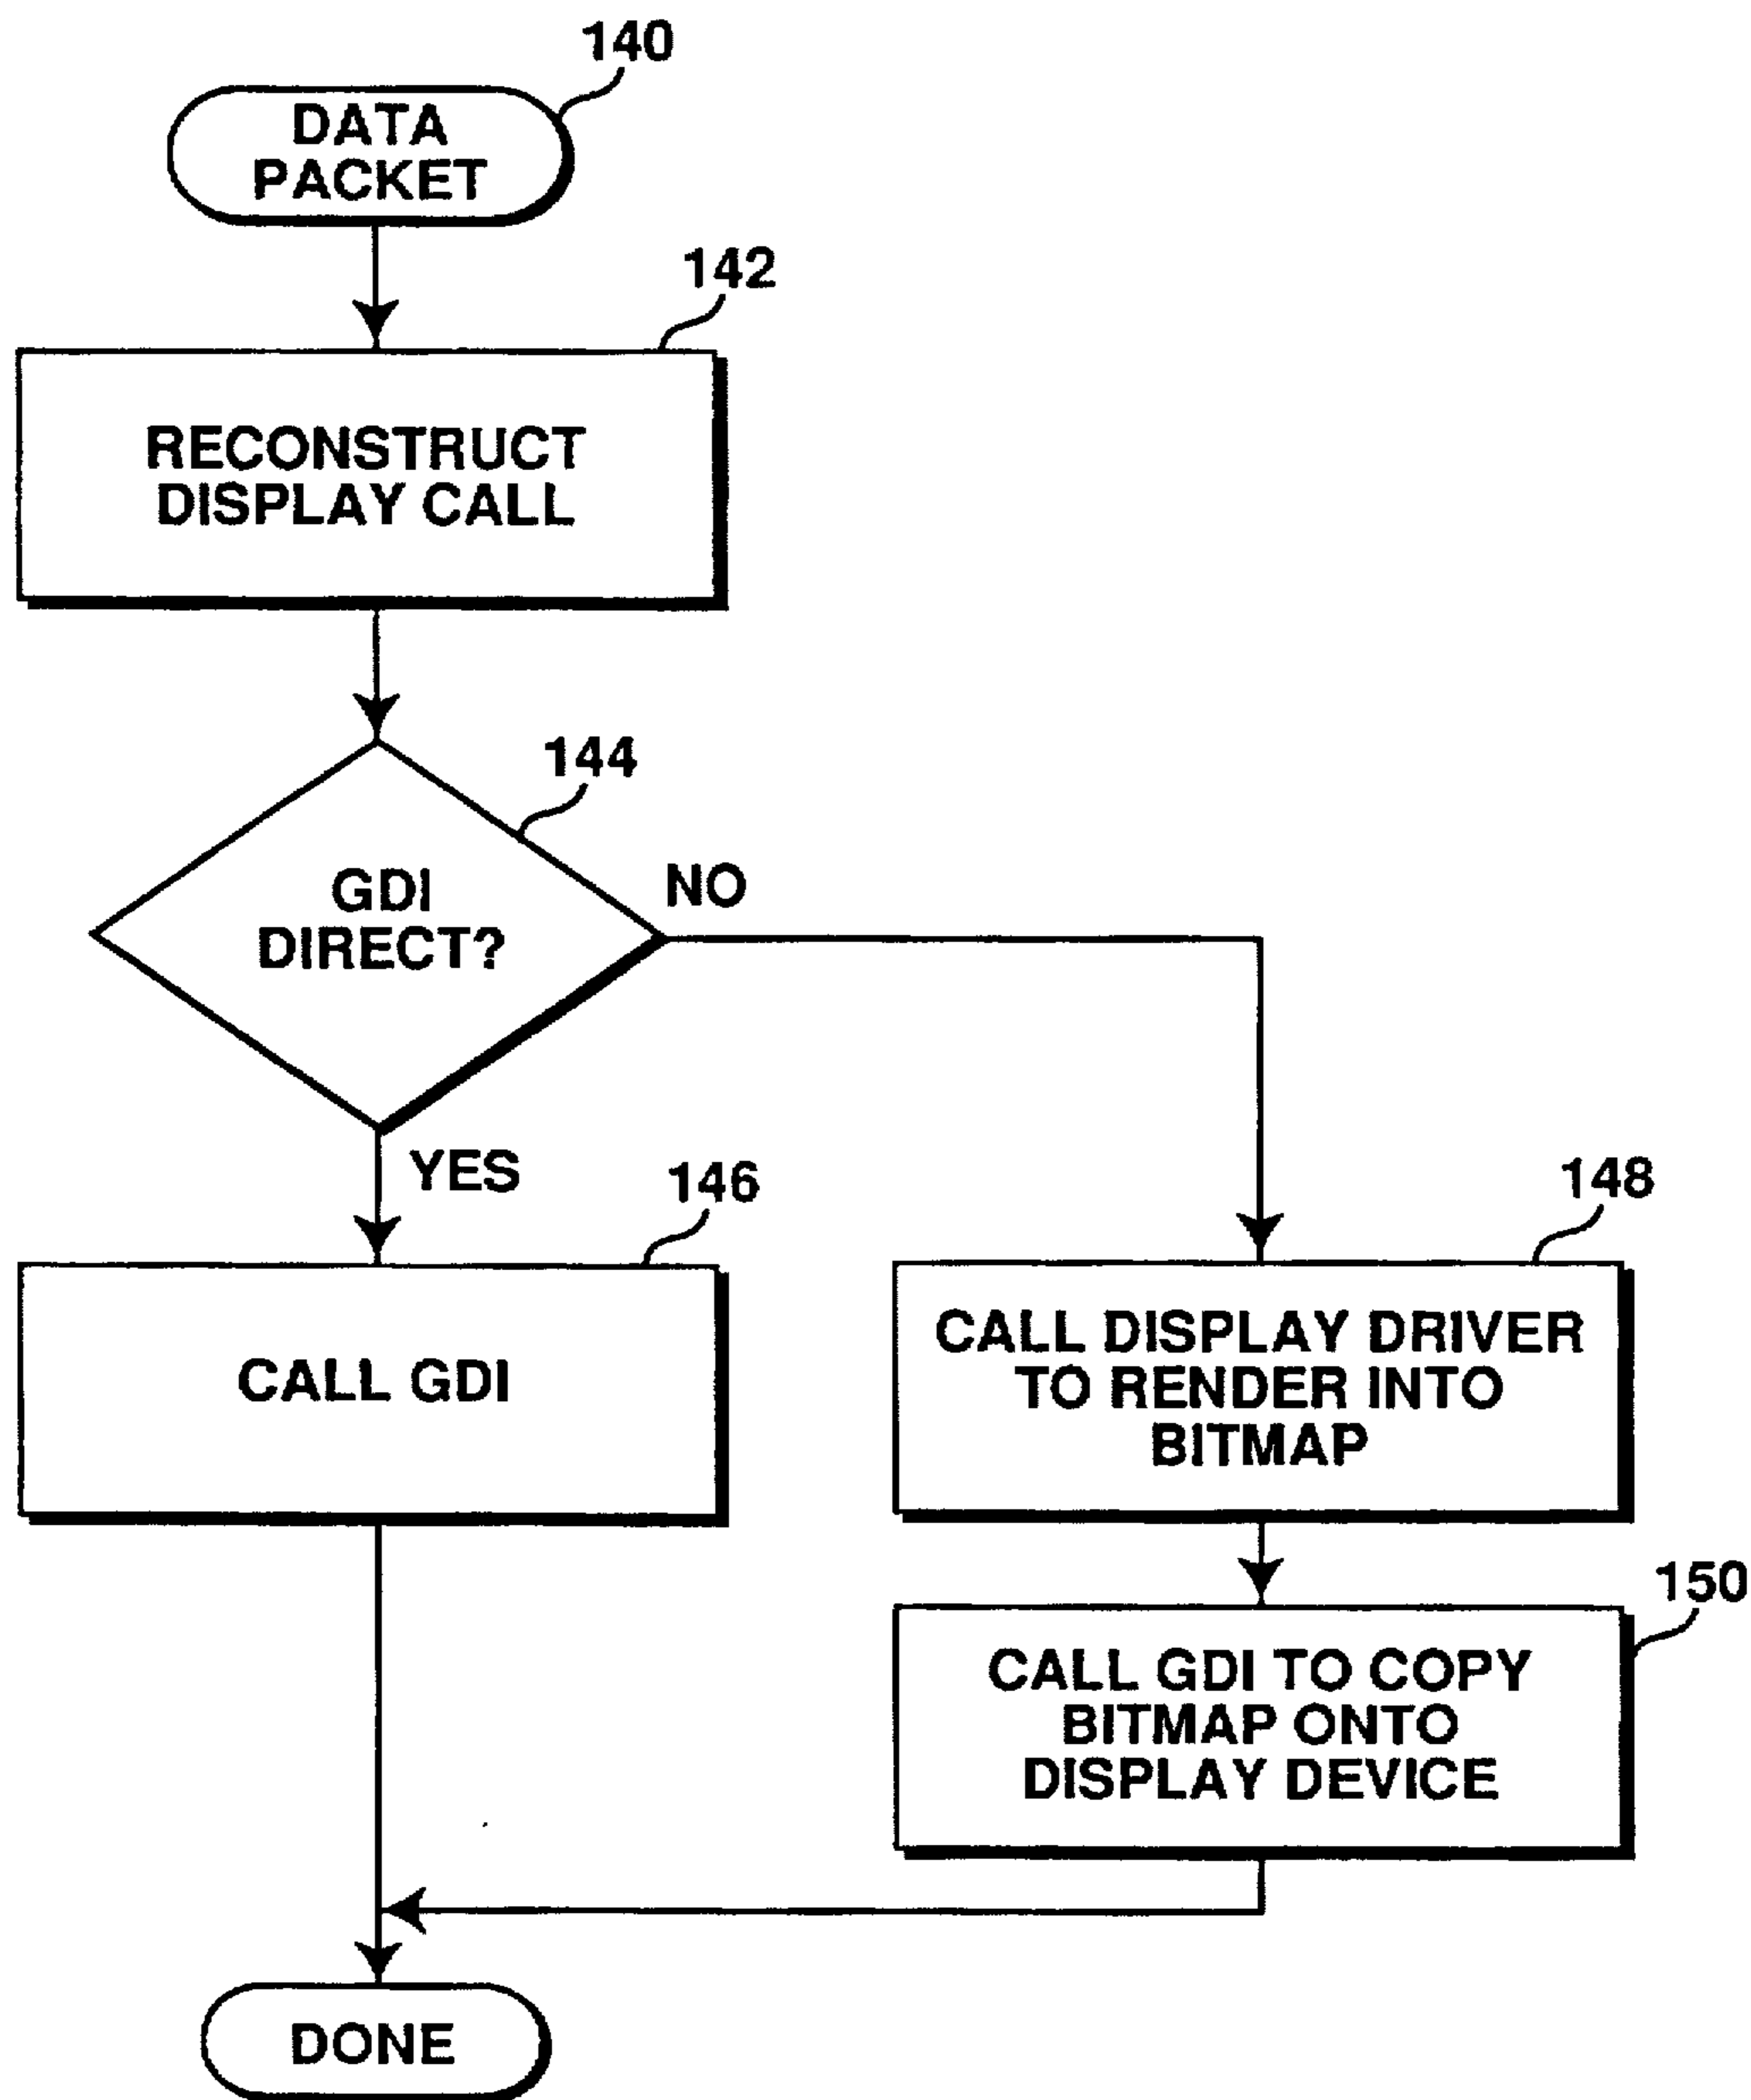 140
DATA
PACKET
142
RECONSTRUCT
DISPLAY CALL
144
GDI
DIRECT?
NO
YES
146
CALL GDI
148
CALL DISPLAY DRIVER
TO RENDER INTO
BITMAP
150
CALL GDI TO COPY
BITMAP ONTO
DISPLAY DEVICE
DONE